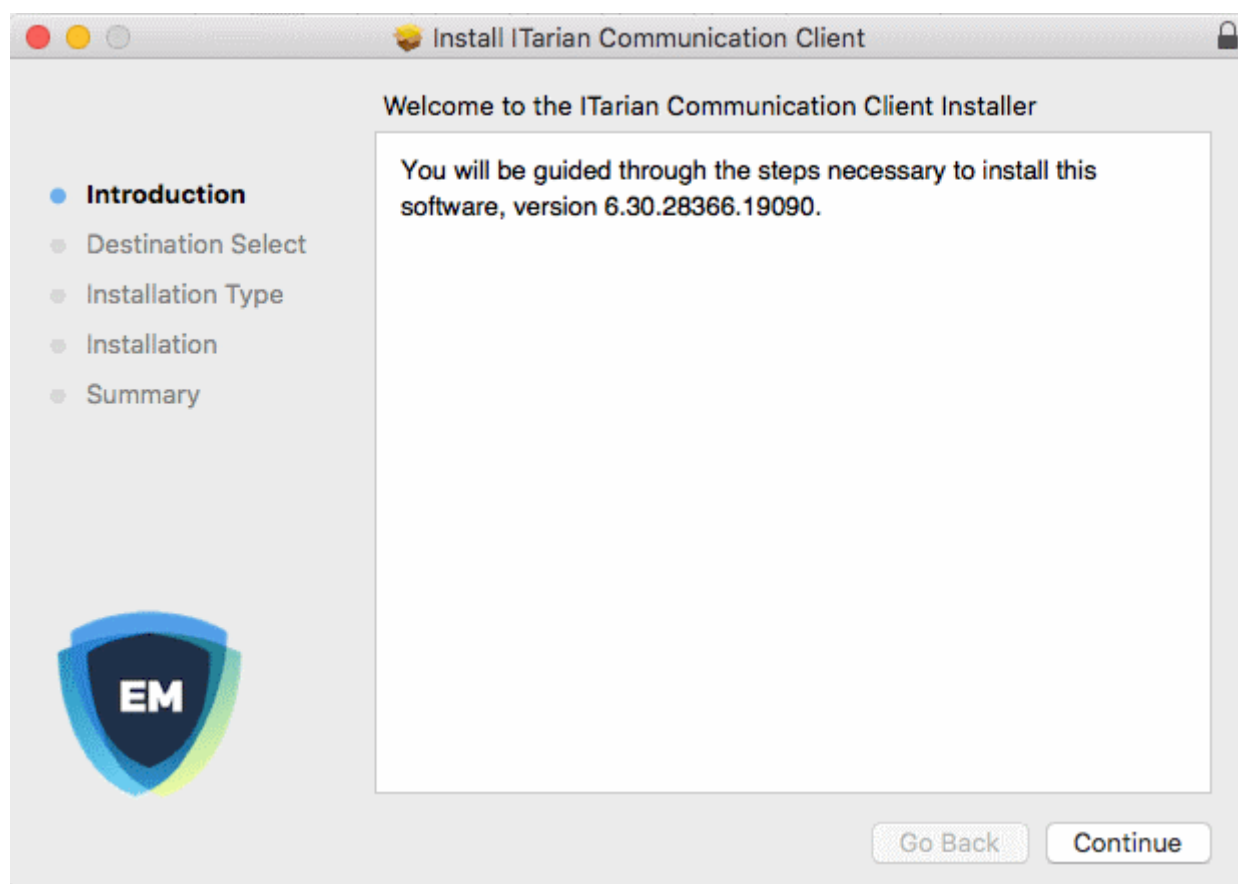 Install ITarian Communication Client
Welcome to the ITarian Communication Client Installer
Introduction
Destination Select
Installation Type
Installation
Summary
You will be guided through the steps necessary to install this
software, version 6.30.28366.19090.
EM
Go Back
Continue